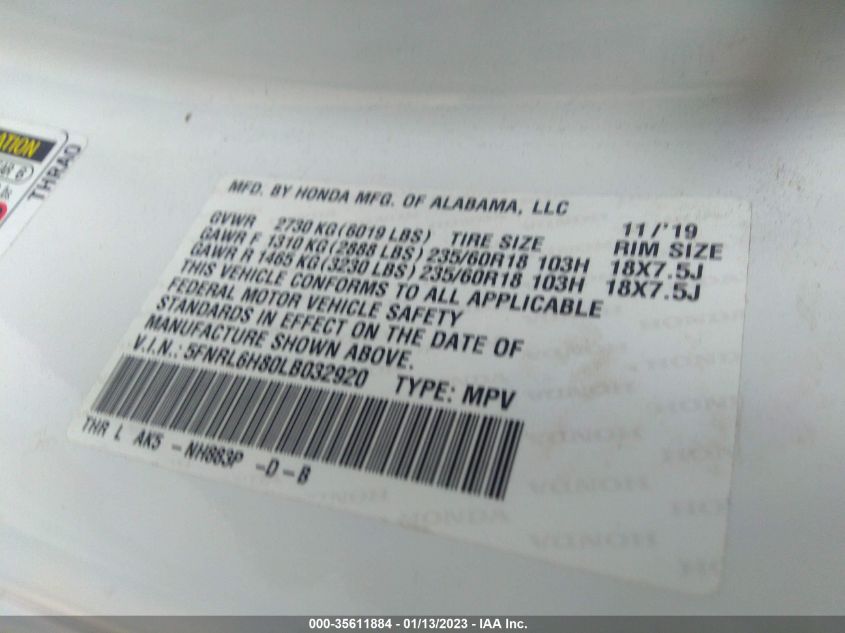 ATION
THRAO
MFD. BY HONDA MFG. OF ALABAMA, LLC
11/'19
GVWR 2730 KG (6019 LBS) TIRE SIZE RIM SIZE
GAWR F 1310 KG (2888 LBS) 235/60R18 103H 18X7.5J
GAWR R 1465 KG (3230 LBS) 235/60R18 103H 18X7.5J
THIS VEHICLE CONFORMS TO ALL APPLICABLE
FEDERAL MOTOR VEHICLE SAFETY
STANDARDS IN EFFECT ON THE DATE OF
MANUFACTURE SHOWN ABOVE.
V.I.N.: 5FNRL6H80LB032920 TYPE: MPV
THR L AK5 - NH883P -D-B
000-35611884 - 01/13/2023 - IAA Inc.